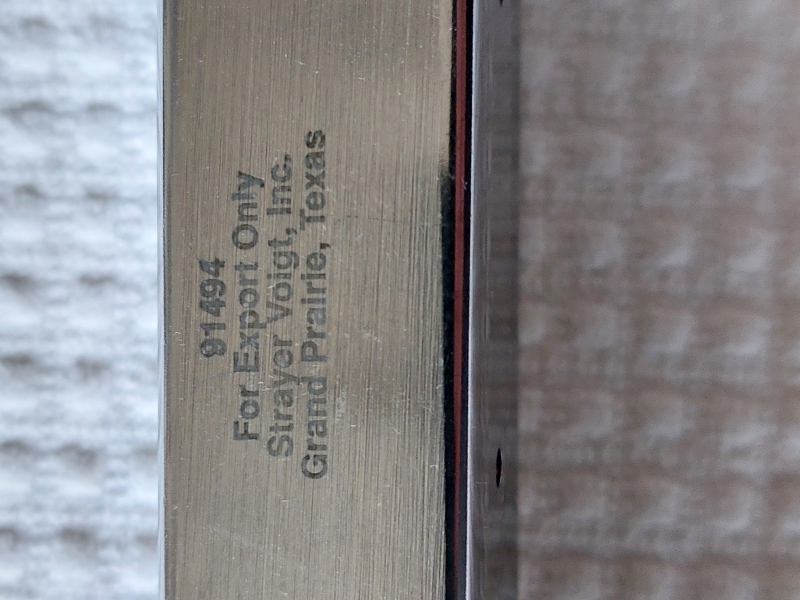 91494
For Export Only
Strayer Voigt, Inc.
Grand Prairie, Texas